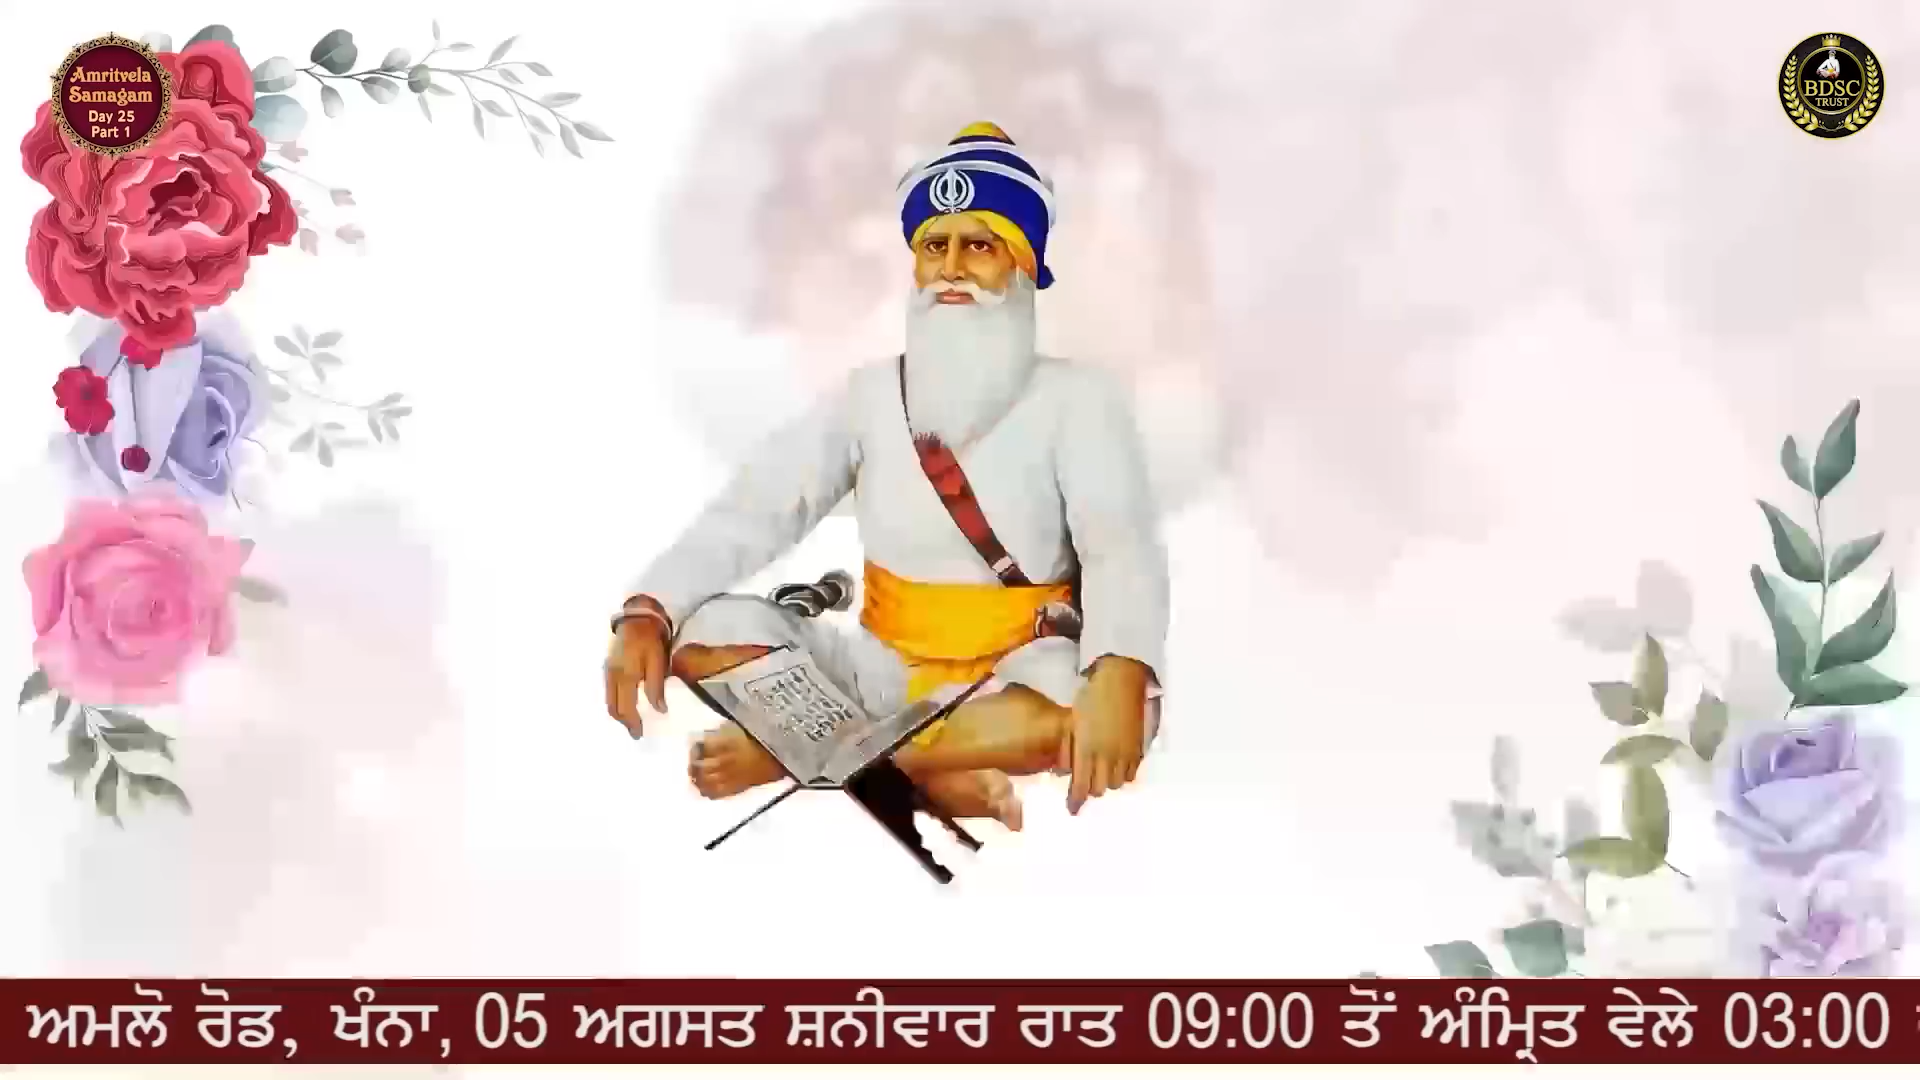 Amritvela
Samagam
Day 25
Part 1
BDSC
TRUST
ਅਮਲੋ ਰੋਡ, ਖੰਨਾ, 05 ਅਗਸਤ ਸ਼ਨੀਵਾਰ ਰਾਤ 09:00 ਤੋਂ ਅੰਮ੍ਰਿਤ ਵੇਲੇ 03:00